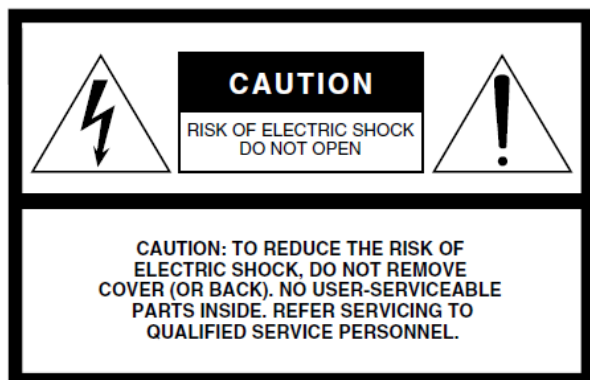 CAUTION
RISK OF ELECTRIC SHOCK
DO NOT OPEN
CAUTION: TO REDUCE THE RISK OF
ELECTRIC SHOCK, DO NOT REMOVE
COVER (OR BACK). NO USER-SERVICEABLE
PARTS INSIDE. REFER SERVICING TO
QUALIFIED SERVICE PERSONNEL.